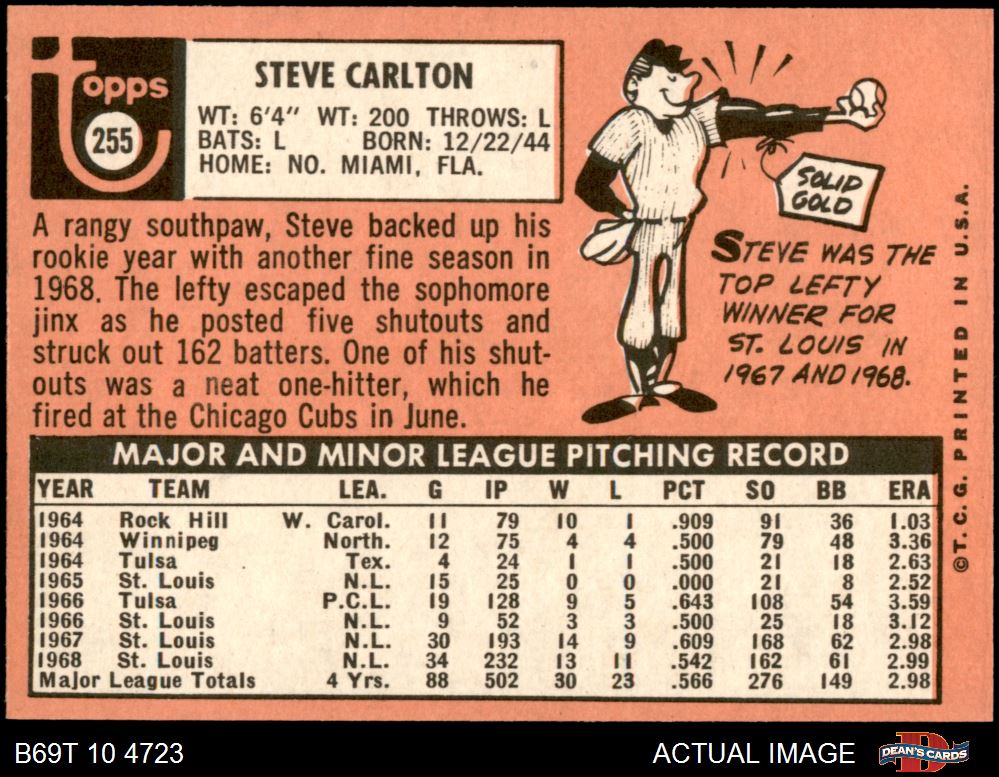 Topps
255
STEVE CARLTON
WT: 6'4" WT: 200 THROWS: L
BATS: L BORN: 12/22/44
HOME: NO. MIAMI, FLA.
A rangy southpaw, Steve backed up his
rookie year with another fine season in
1968. The lefty escaped the sophomore
jinx as he posted five shutouts and
struck out 162 batters. One of his shut-
outs was a neat one-hitter, which he
fired at the Chicago Cubs in June.
SOLID
GOLD
STEVE WAS THE
TOP LEFTY
WINNER FOR
ST. LOUIS IN
1967 AND 1968.
©T. C. G. PRINTED IN U.S.A.
MAJOR AND MINOR LEAGUE PITCHING RECORD
YEAR TEAM LEA. G IP W L PCT SO BB ERA
1964 Rock Hill W. Carol. 11 79 10 1 .909 91 36 1.03
1964 Winnipeg North. 12 75 4 4 .500 79 48 3.36
1964 Tulsa Tex. 4 24 1 1 .500 21 18 2.63
1965 St. Louis N.L. 15 25 0 0 .000 21 8 2.52
1966 Tulsa P.C.L. 19 128 9 5 .643 108 54 3.59
1966 St. Louis N.L. 9 52 3 3 .500 25 18 3.12
1967 St. Louis N.L. 30 193 14 9 .609 168 62 2.98
1968 St. Louis N.L. 34 232 13 11 .542 162 61 2.99
Major League Totals 4 Yrs. 88 502 30 23 .566 276 149 2.98
B69T 10 4723 ACTUAL IMAGE
DEAN'S CARDS